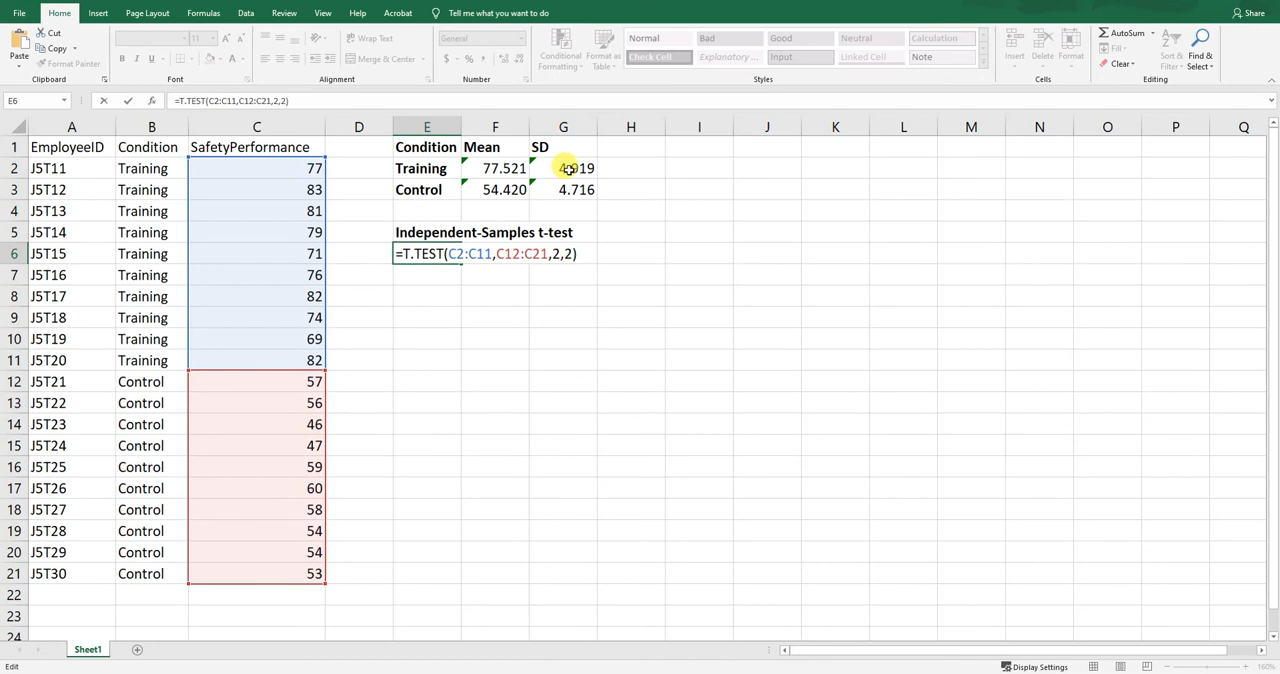 File Home Insert Page Layout Formulas Data Review View Help Acrobat Tell me what you want to do Share
Paste Cut Copy Format Painter Clipboard
11 A A B I U A Font
Wrap Text Merge & Center Alignment
General $ % Number
Conditional Formatting Format as Table
Normal Bad Good Neutral Calculation
Check Cell Explanatory ... Input Linked Cell Note
Styles
Insert Delete Format Cells
AutoSum Fill Clear Sort & Filter Find & Select Editing
E6 fx =T.TEST(C2:C11,C12:C21,2,2)
A B C D E F G H I J K L M N O P Q
1 EmployeeID Condition SafetyPerformance Condition Mean SD
2 J5T11 Training 77 Training 77.521 4.919
3 J5T12 Training 83 Control 54.420 4.716
4 J5T13 Training 81
5 J5T14 Training 79 Independent-Samples t-test
6 J5T15 Training 71 =T.TEST(C2:C11,C12:C21,2,2)
7 J5T16 Training 76
8 J5T17 Training 82
9 J5T18 Training 74
10 J5T19 Training 69
11 J5T20 Training 82
12 J5T21 Control 57
13 J5T22 Control 56
14 J5T23 Control 46
15 J5T24 Control 47
16 J5T25 Control 59
17 J5T26 Control 60
18 J5T27 Control 58
19 J5T28 Control 54
20 J5T29 Control 54
21 J5T30 Control 53
22
23
24
Sheet1
Edit Display Settings 160%